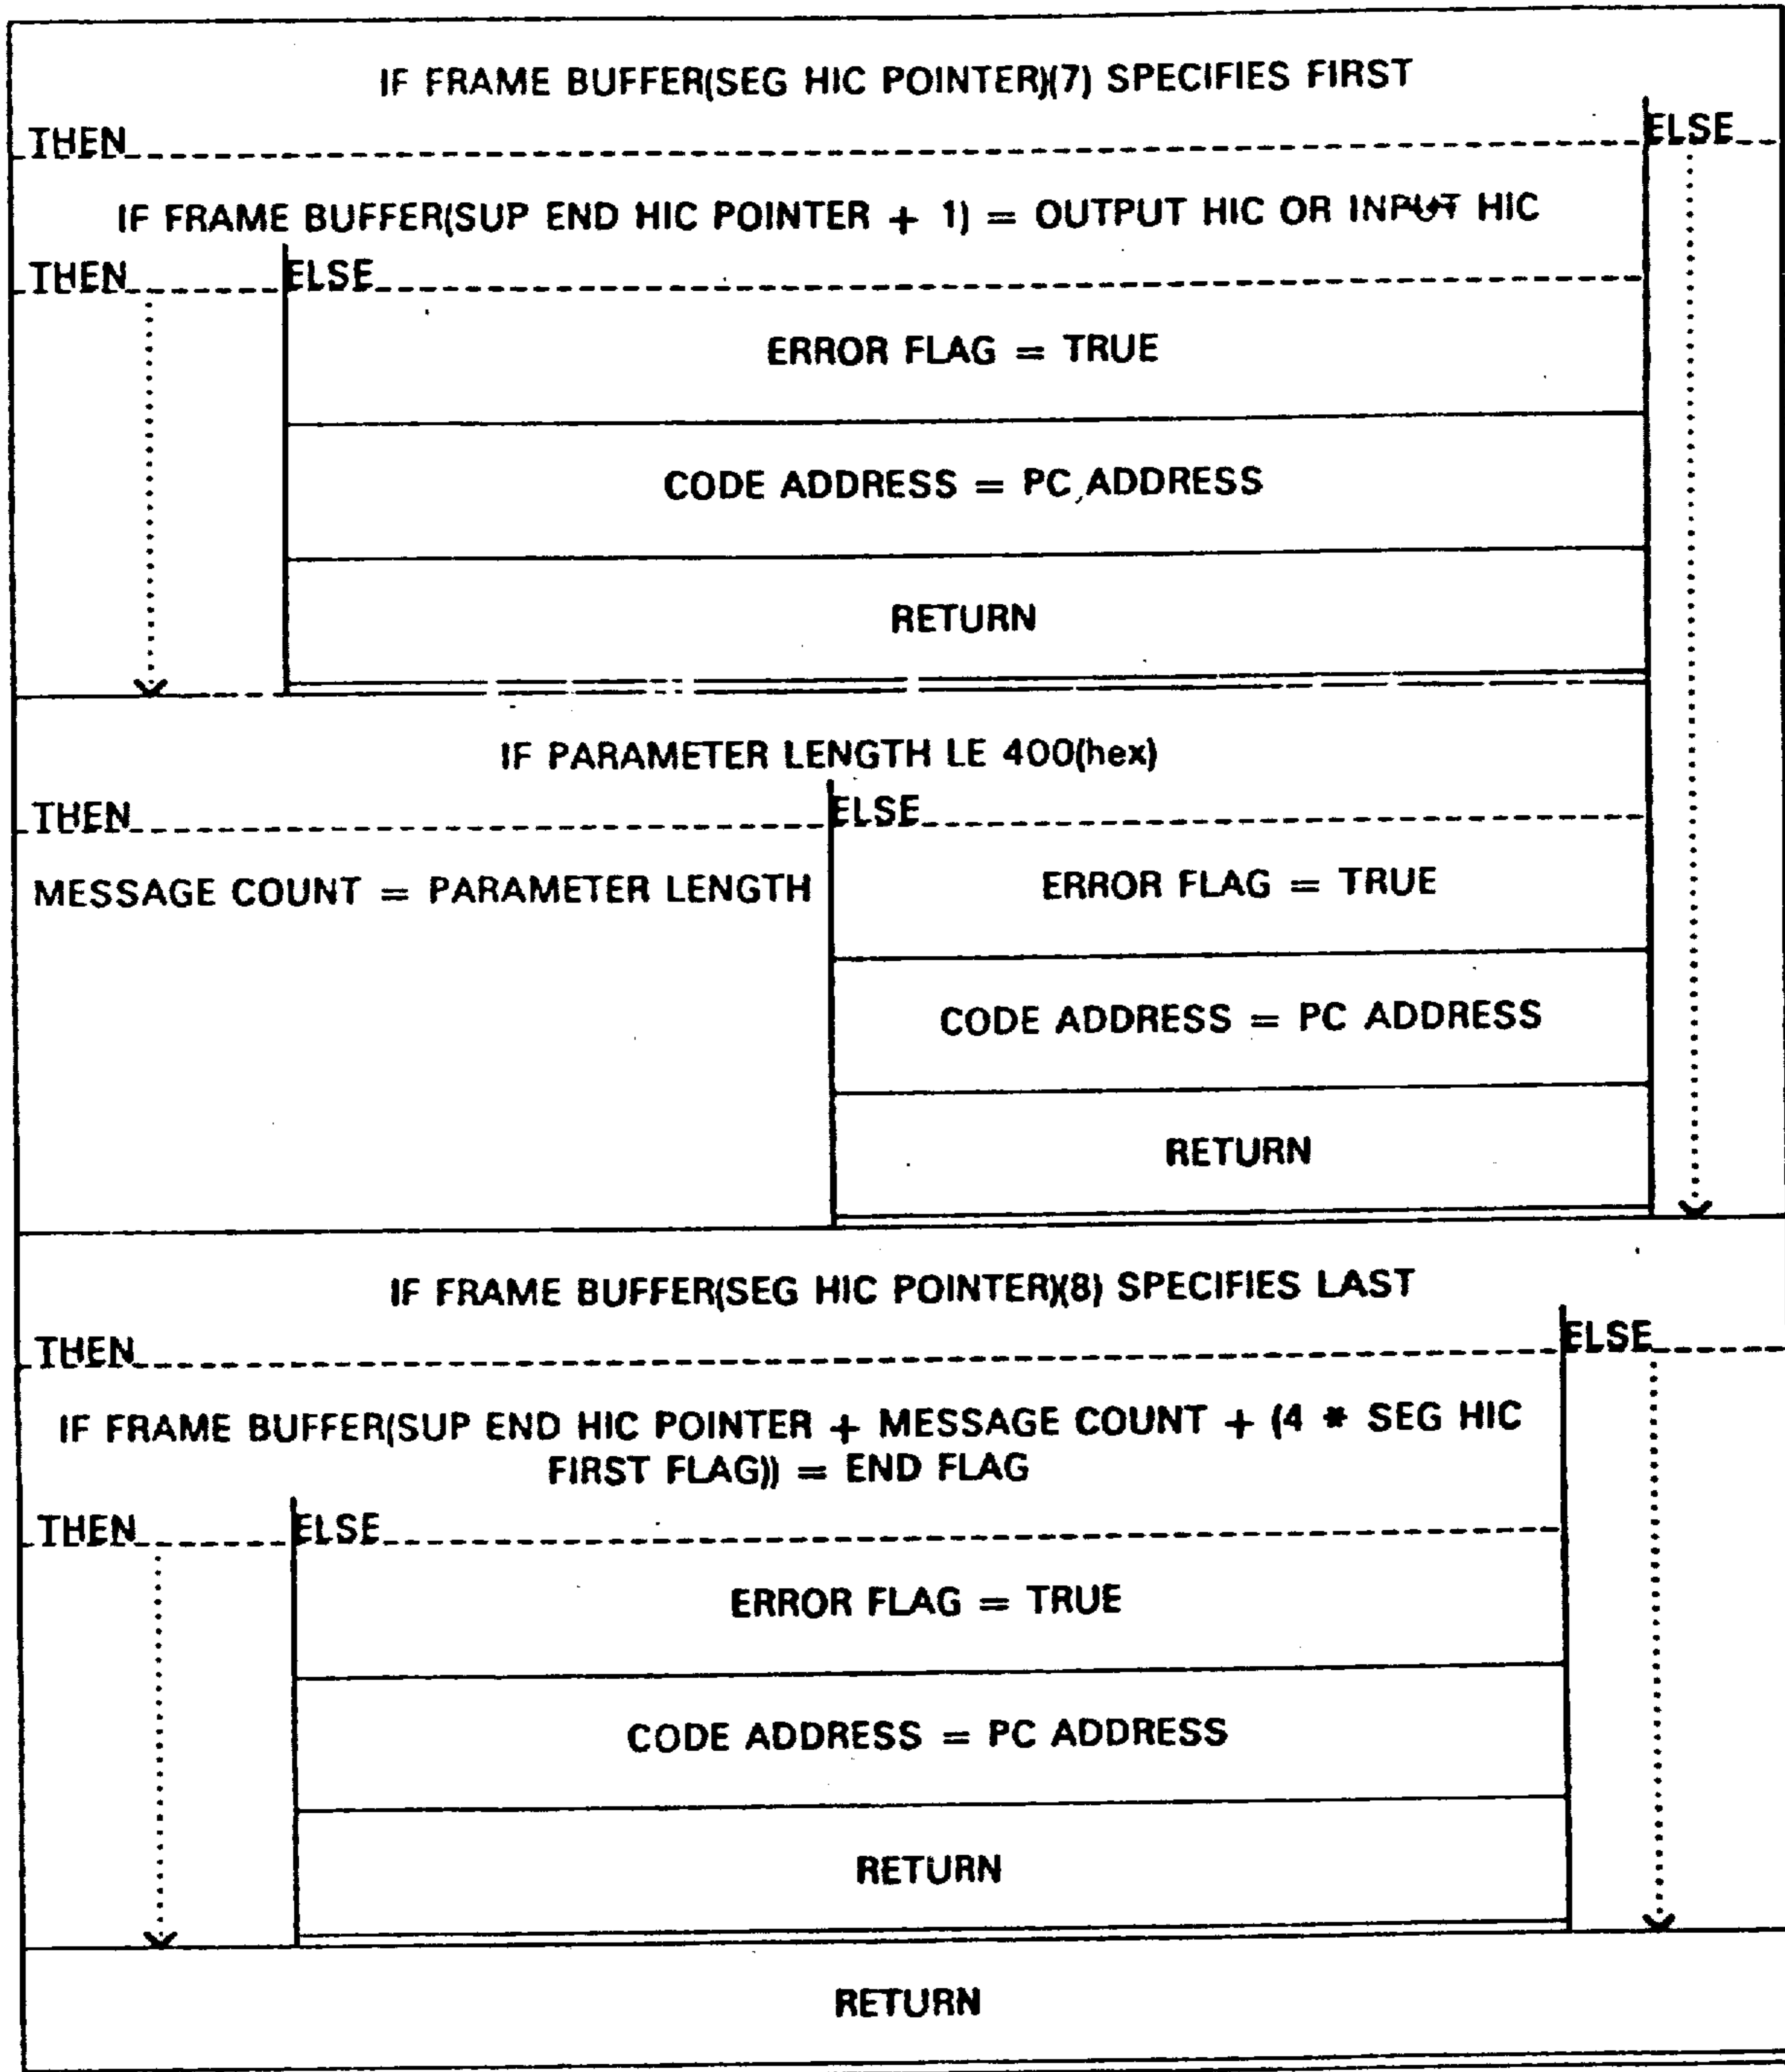 IF FRAME BUFFER(SEG HIC POINTER)(7) SPECIFIES FIRST
THEN ELSE
IF FRAME BUFFER(SUP END HIC POINTER + 1) = OUTPUT HIC OR INPUT HIC
THEN ELSE
ERROR FLAG = TRUE
CODE ADDRESS = PC ADDRESS
RETURN
IF PARAMETER LENGTH LE 400(hex)
THEN ELSE
MESSAGE COUNT = PARAMETER LENGTH ERROR FLAG = TRUE
CODE ADDRESS = PC ADDRESS
RETURN
IF FRAME BUFFER(SEG HIC POINTER)(8) SPECIFIES LAST
THEN ELSE
IF FRAME BUFFER(SUP END HIC POINTER + MESSAGE COUNT + (4 * SEG HIC
FIRST FLAG)) = END FLAG
THEN ELSE
ERROR FLAG = TRUE
CODE ADDRESS = PC ADDRESS
RETURN
RETURN